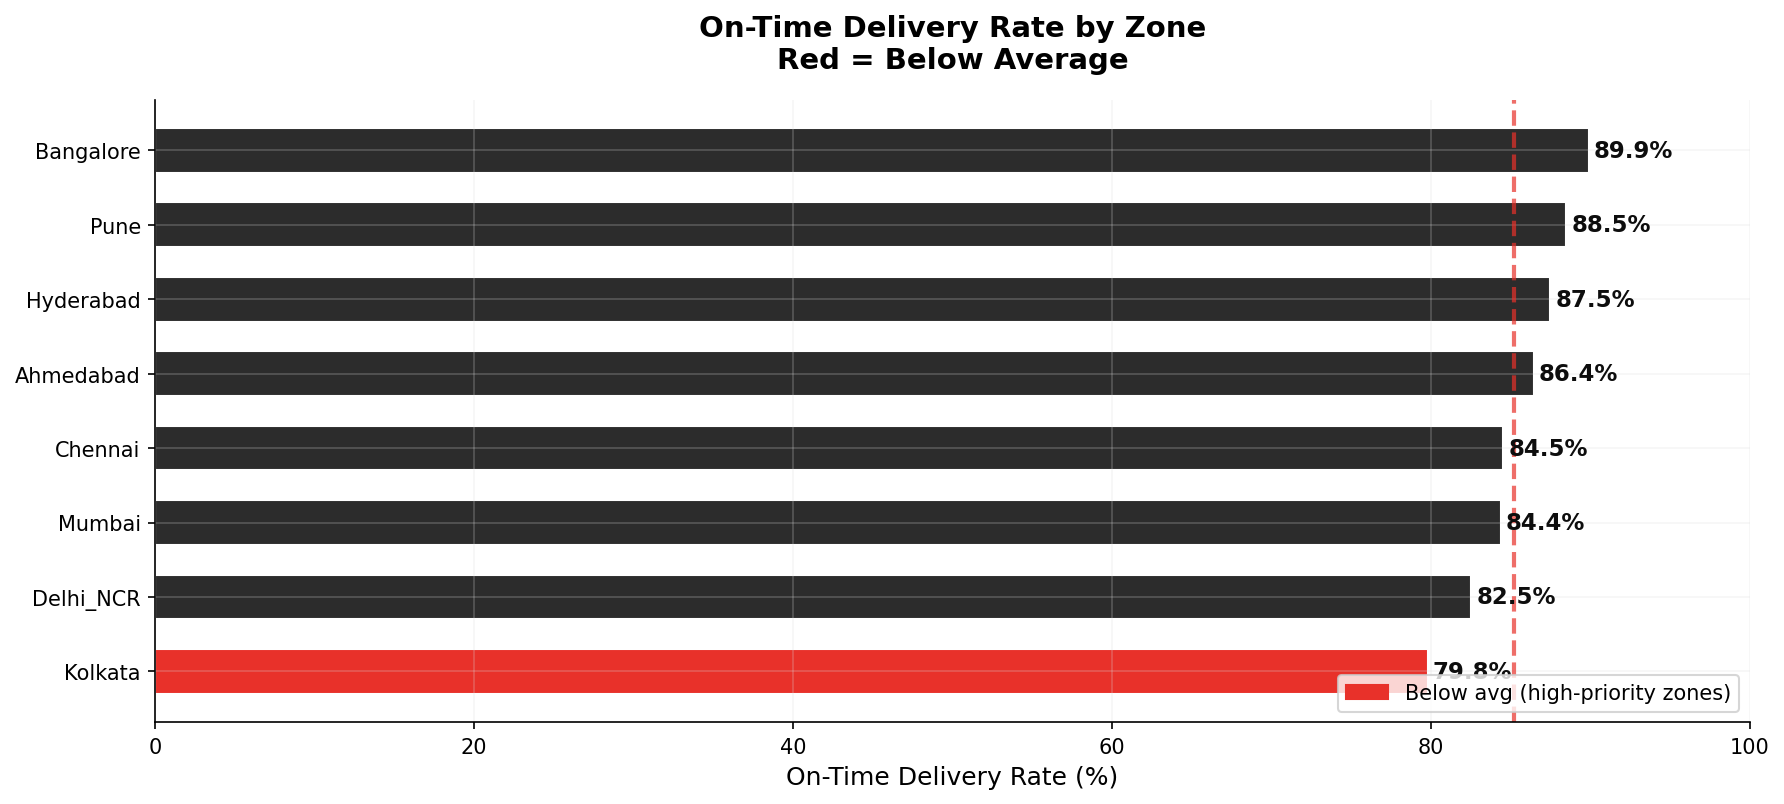 On-Time Delivery Rate by Zone
Red = Below Average
Bangalore 89.9%
Pune 88.5%
Hyderabad 87.5%
Ahmedabad 86.4%
Chennai 84.5%
Mumbai 84.4%
Delhi_NCR 82.5%
Kolkata 79.8%
Below avg (high-priority zones)
0 20 40 60 80 100
On-Time Delivery Rate (%)